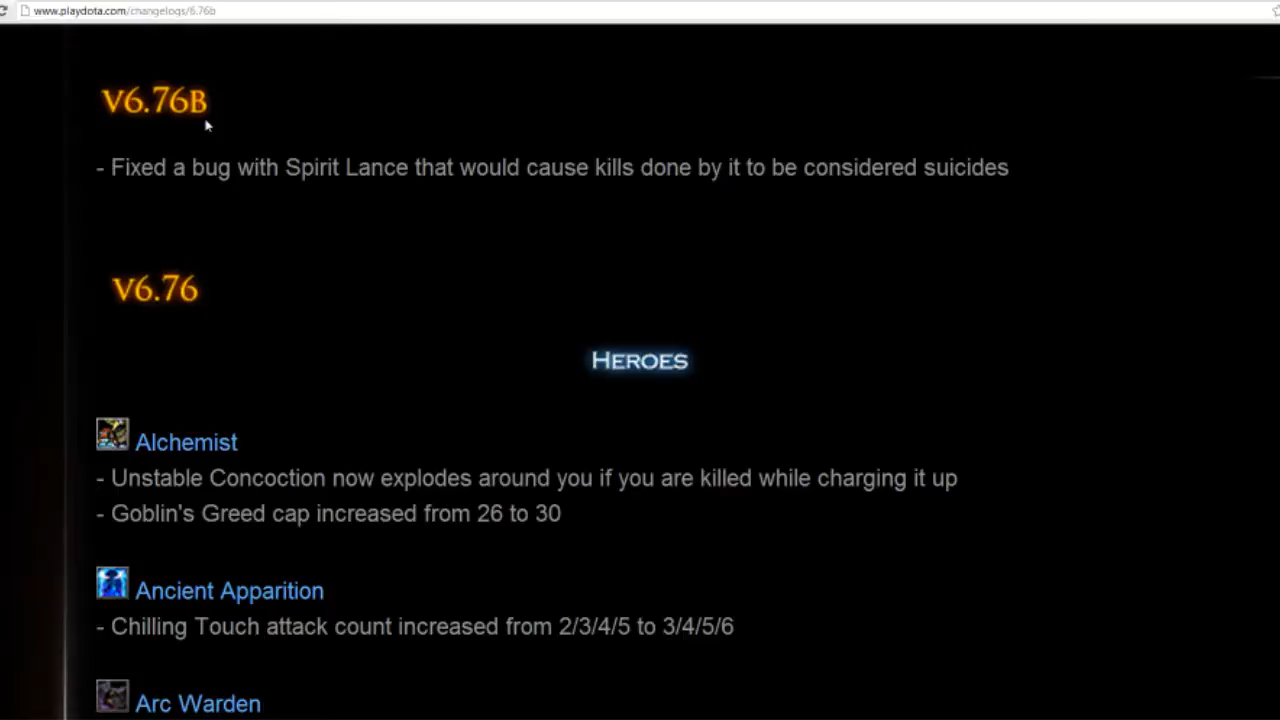 www.playdota.com/changelogs/6.76b
V6.76B
- Fixed a bug with Spirit Lance that would cause kills done by it to be considered suicides
V6.76
HEROES
Alchemist
- Unstable Concoction now explodes around you if you are killed while charging it up
- Goblin's Greed cap increased from 26 to 30
Ancient Apparition
- Chilling Touch attack count increased from 2/3/4/5 to 3/4/5/6
Arc Warden